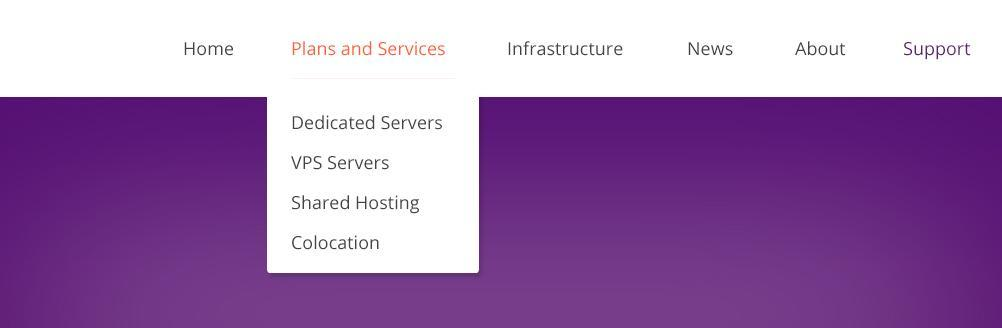 Home Plans and Services Infrastructure News About Support
Dedicated Servers
VPS Servers
Shared Hosting
Colocation